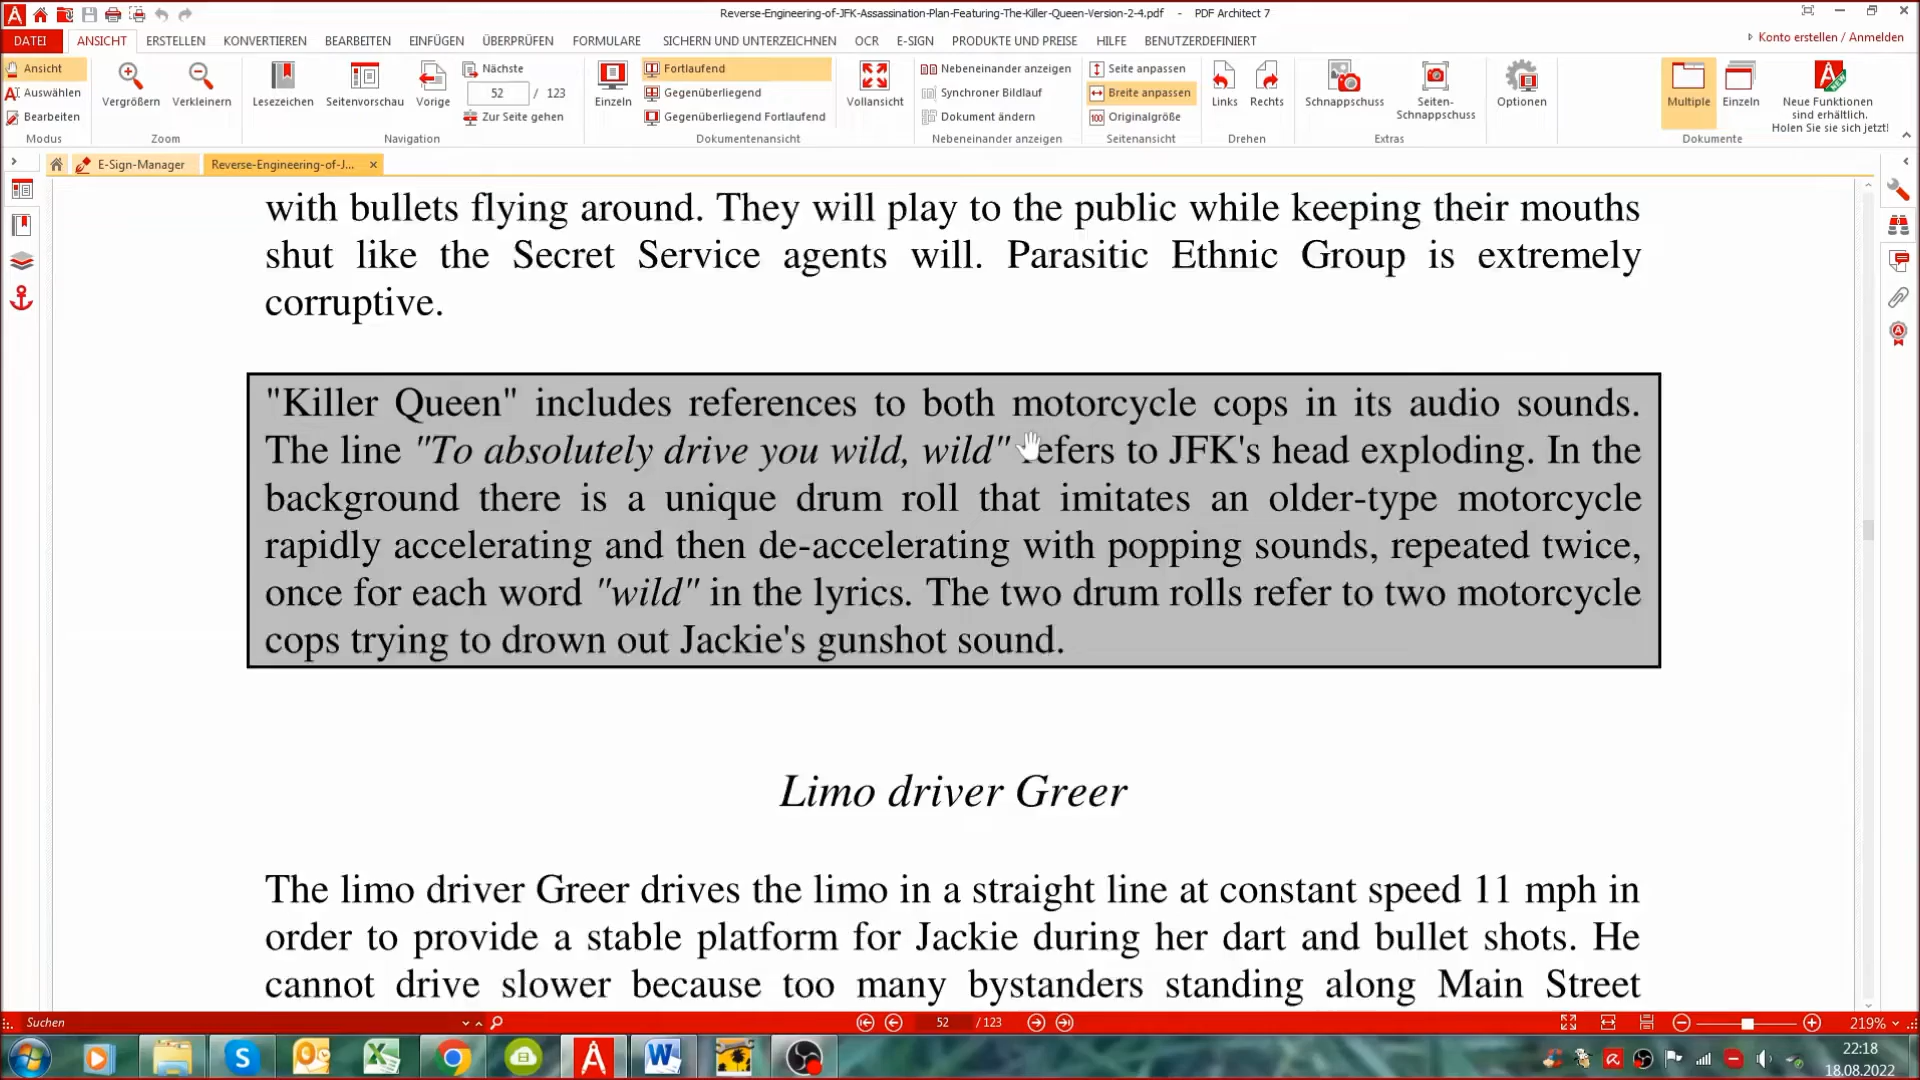 Reverse-Engineering-of-JFK-Assassination-Plan-Featuring-The-Killer-Queen-Version-2-4.pdf - PDF Architect 7
DATEI ANSICHT ERSTELLEN KONVERTIEREN BEARBEITEN EINFÜGEN ÜBERPRÜFEN FORMULARE SICHERN UND UNTERZEICHNEN OCR E-SIGN PRODUKTE UND PREISE HILFE BENUTZERDEFINIERT Konto erstellen / Anmelden
Ansicht
Auswählen
Bearbeiten
Modus
Vergrößern Verkleinern
Zoom
Lesezeichen Seitenvorschau Vorige
Nächste
52 / 123
Zur Seite gehen
Navigation
Einzeln
Fortlaufend
Gegenüberliegend
Gegenüberliegend Fortlaufend
Dokumentenansicht
Vollansicht
Nebeneinander anzeigen
Synchroner Bildlauf
Dokument ändern
Nebeneinander anzeigen
Seite anpassen
Breite anpassen
100 Originalgröße
Seitenansicht
Links Rechts
Drehen
Schnappschuss
Seiten-
Schnappschuss
Extras
Optionen
Multiple Einzeln
Neue Funktionen
sind erhältlich.
Holen Sie sie sich jetzt!
Dokumente
E-Sign-Manager Reverse-Engineering-of-J...
with bullets flying around. They will play to the public while keeping their mouths
shut like the Secret Service agents will. Parasitic Ethnic Group is extremely
corruptive.
"Killer Queen" includes references to both motorcycle cops in its audio sounds.
The line "To absolutely drive you wild, wild" refers to JFK's head exploding. In the
background there is a unique drum roll that imitates an older-type motorcycle
rapidly accelerating and then de-accelerating with popping sounds, repeated twice,
once for each word "wild" in the lyrics. The two drum rolls refer to two motorcycle
cops trying to drown out Jackie's gunshot sound.
Limo driver Greer
The limo driver Greer drives the limo in a straight line at constant speed 11 mph in
order to provide a stable platform for Jackie during her dart and bullet shots. He
cannot drive slower because too many bystanders standing along Main Street
Suchen 52 / 123 219%
22:18
18.08.2022